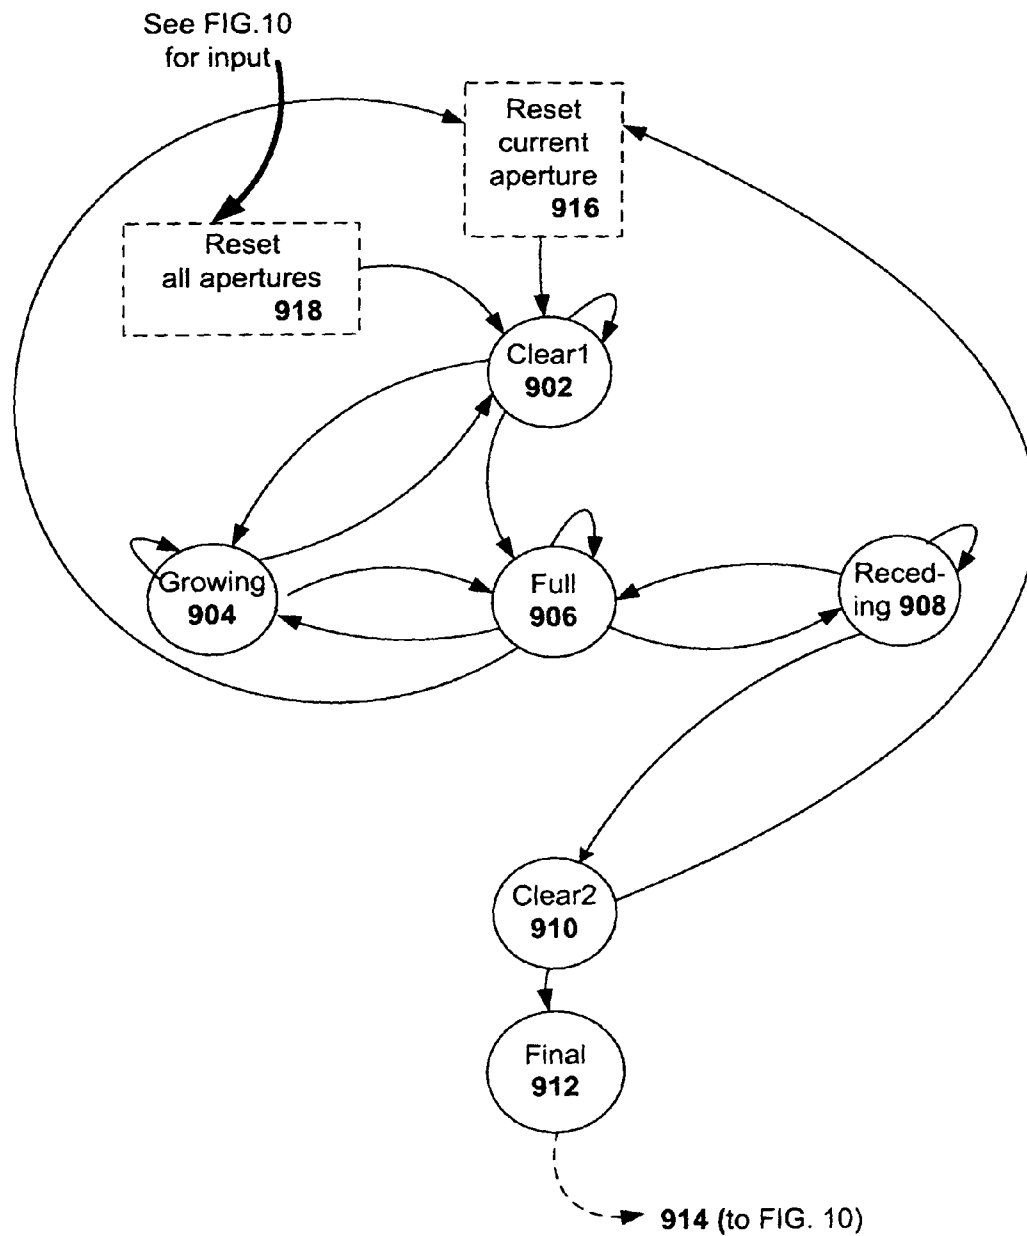 See FIG.10
for input
Reset
current
aperture
916
Reset
all apertures
918
Clear1
902
Growing
904
Full
906
Reced-
ing 908
Clear2
910
Final
912
914 (to FIG. 10)